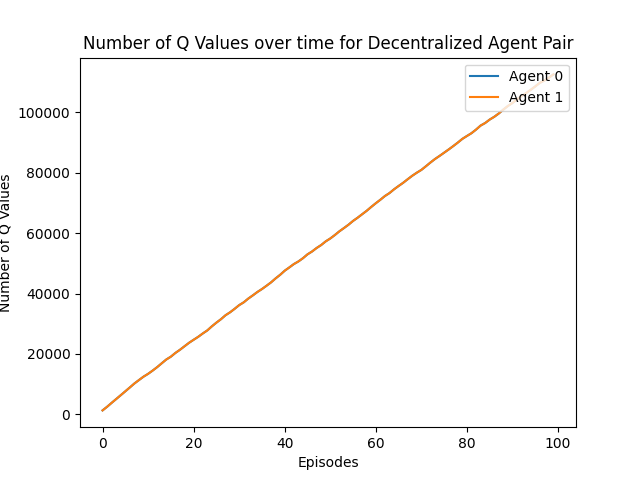 Number of Q Values over time for Decentralized Agent Pair
Agent 0
Agent 1
100000
80000
60000
40000
20000
0
Number of Q Values
0 20 40 60 80 100
Episodes